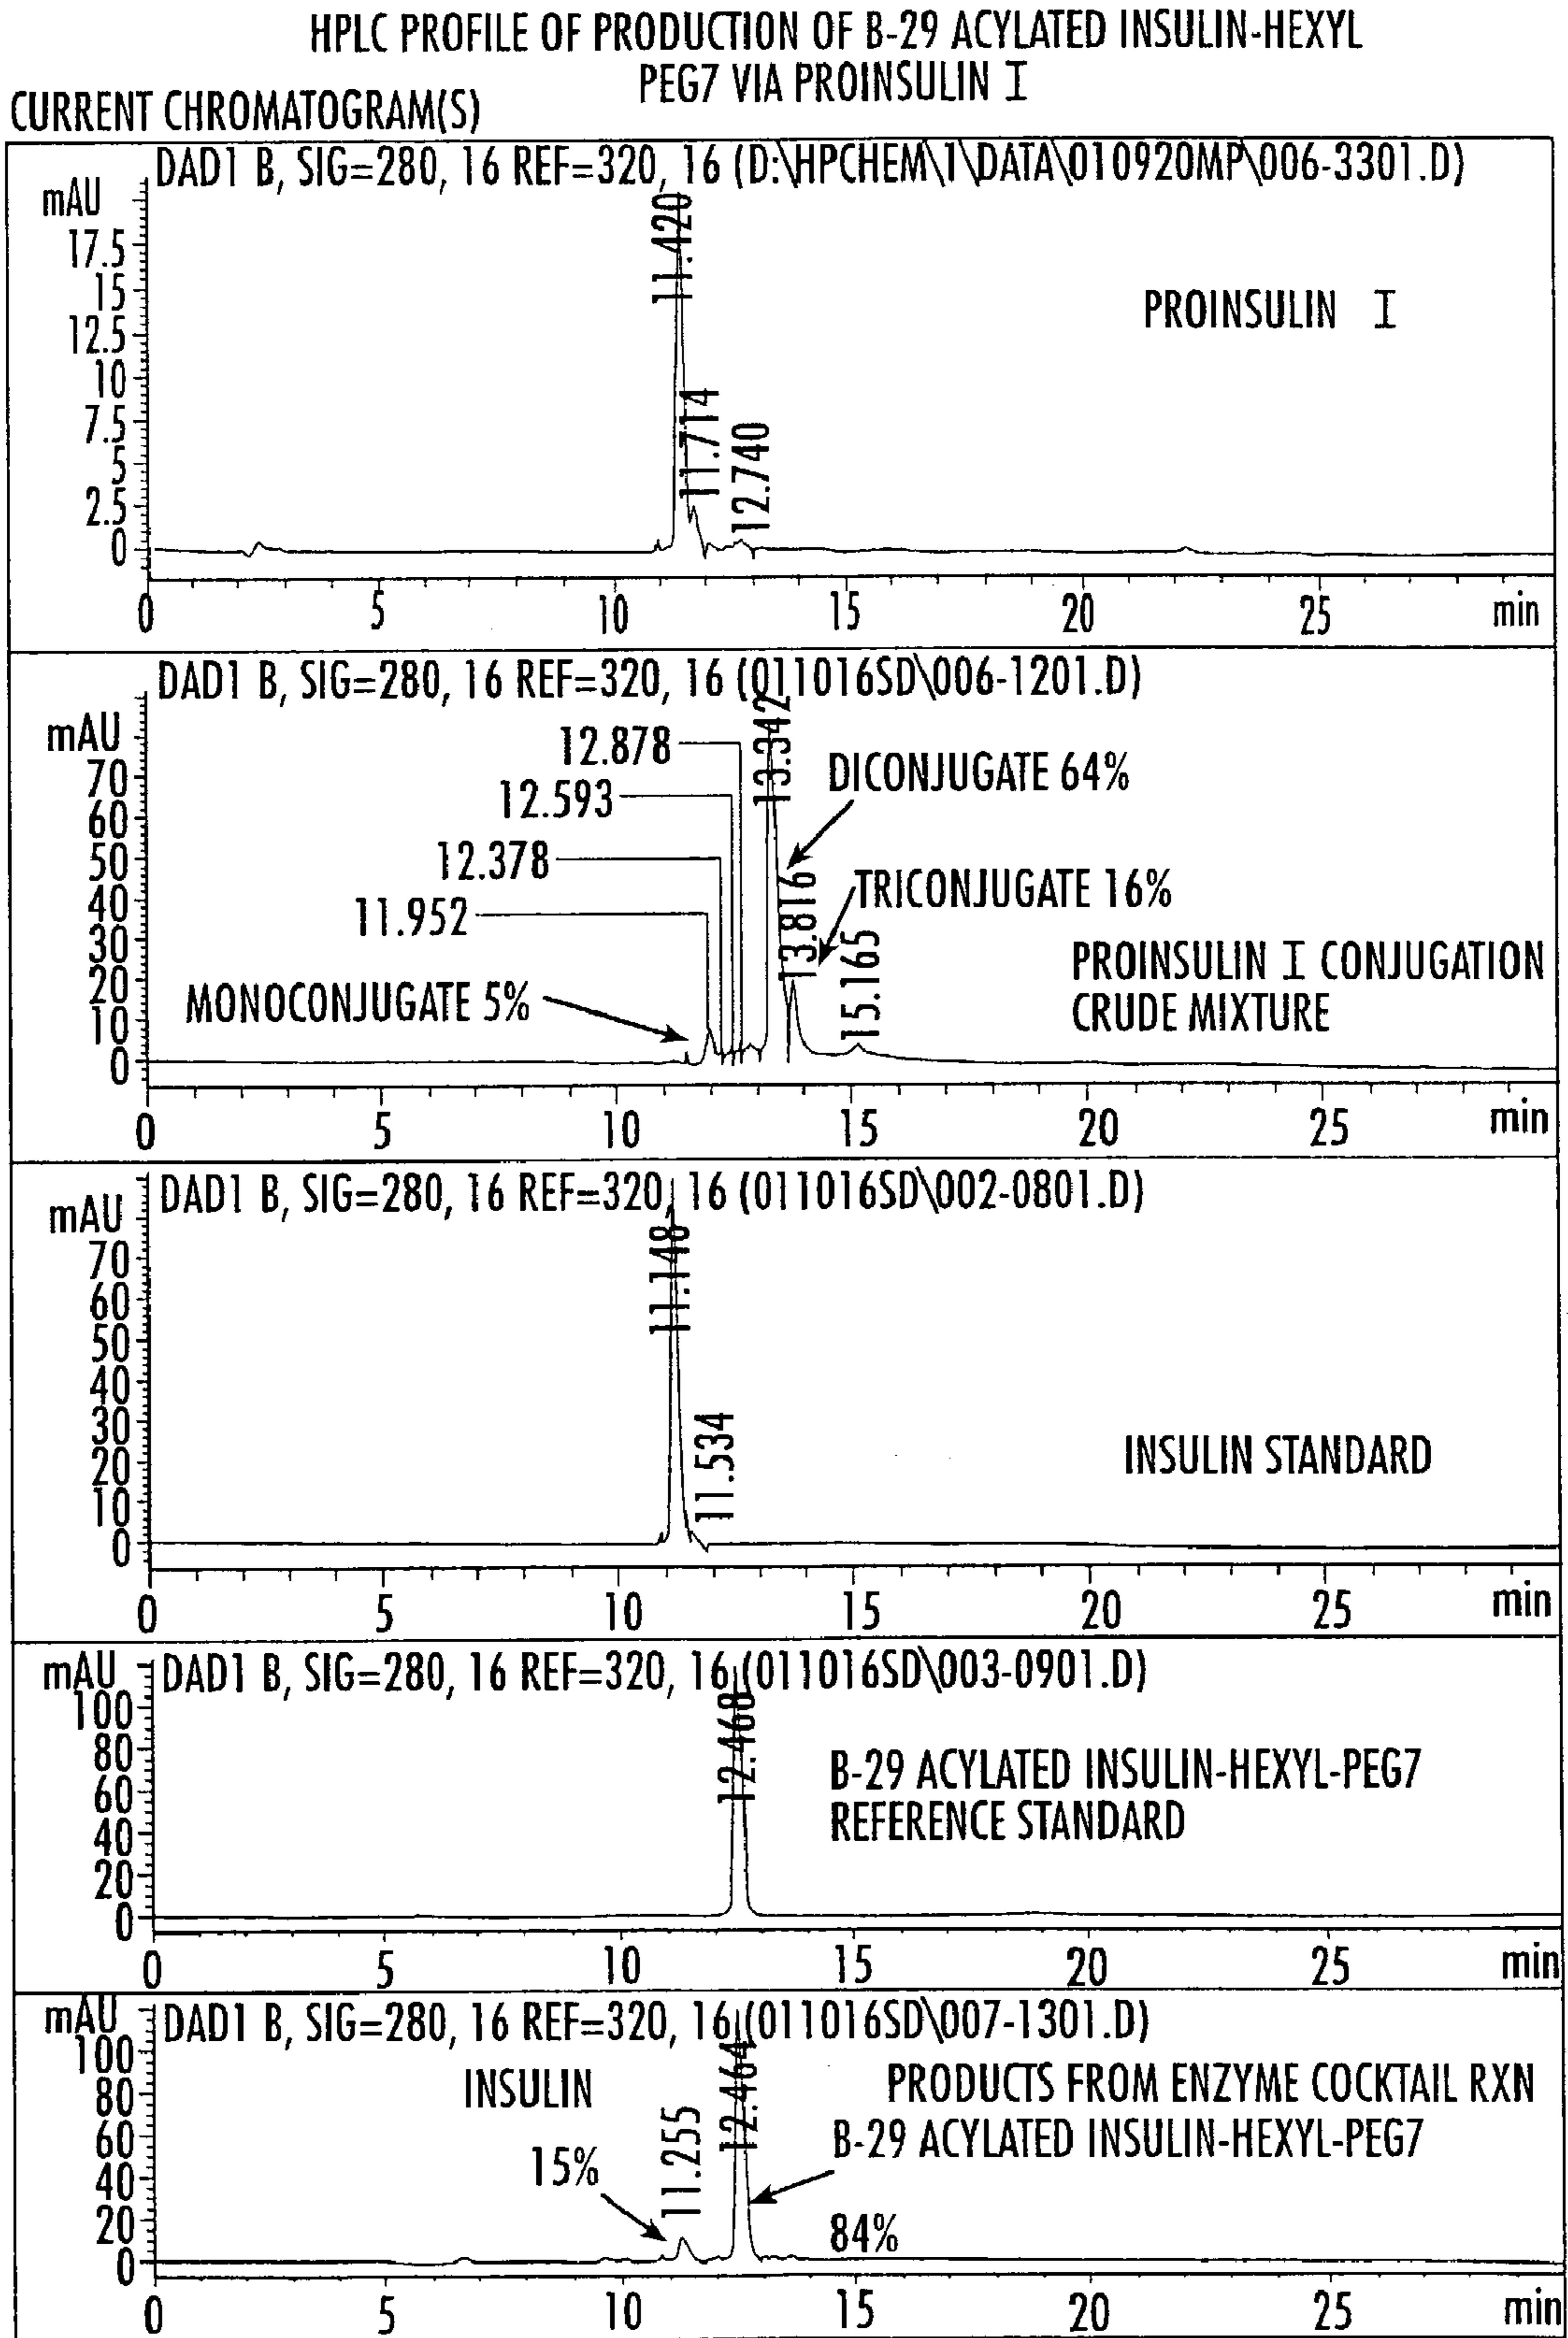 HPLC PROFILE OF PRODUCTION OF B-29 ACYLATED INSULIN-HEXYL
PEG7 VIA PROINSULIN I
CURRENT CHROMATOGRAM(S)
DAD1 B, SIG=280, 16 REF=320, 16 (D:\HPCHEM\1\DATA\010920MP\006-3301.D)
mAU
17.5
15
12.5
10
7.5
5
2.5
0
11.420
11.714
12.740
PROINSULIN I
0 5 10 15 20 25 min
DAD1 B, SIG=280, 16 REF=320, 16 (011016SD\006-1201.D)
mAU
70
60
50
40
30
20
10
0
12.878
12.593
12.378
11.952
MONOCONJUGATE 5%
13.342
DICONJUGATE 64%
13.816
TRICONJUGATE 16%
15.165
PROINSULIN I CONJUGATION
CRUDE MIXTURE
0 5 10 15 20 25 min
DAD1 B, SIG=280, 16 REF=320, 16 (011016SD\002-0801.D)
mAU
70
60
50
40
30
20
10
0
11.148
11.534
INSULIN STANDARD
0 5 10 15 20 25 min
DAD1 B, SIG=280, 16 REF=320, 16 (011016SD\003-0901.D)
mAU
100
80
60
40
20
0
12.468
B-29 ACYLATED INSULIN-HEXYL-PEG7
REFERENCE STANDARD
0 5 10 15 20 25 min
DAD1 B, SIG=280, 16 REF=320, 16 (011016SD\007-1301.D)
mAU
100
80
60
40
20
0
INSULIN
15%
11.255
12.464
PRODUCTS FROM ENZYME COCKTAIL RXN
B-29 ACYLATED INSULIN-HEXYL-PEG7
84%
0 5 10 15 20 25 min